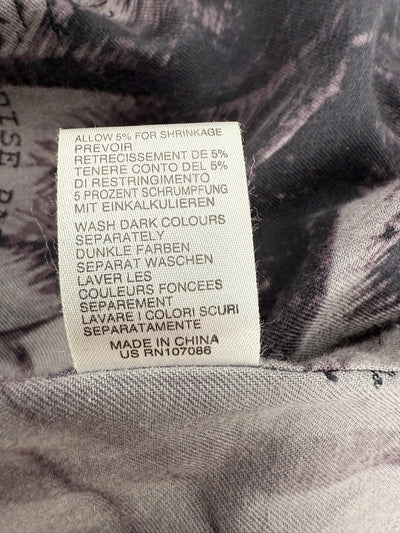 ALLOW 5% FOR SHRINKAGE
PREVOIR
RETRECISSEMENT DE 5%
TENERE CONTO DEL 5%
DI RESTRINGIMENTO
5 PROZENT SCHRUMPFUNG
MIT EINKALKULIEREN
WASH DARK COLOURS
SEPARATELY
DUNKLE FARBEN
SEPARAT WASCHEN
LAVER LES
COULEURS FONCEES
SEPAREMENT
LAVARE I COLORI SCURI
SEPARATAMENTE
MADE IN CHINA
US RN107086